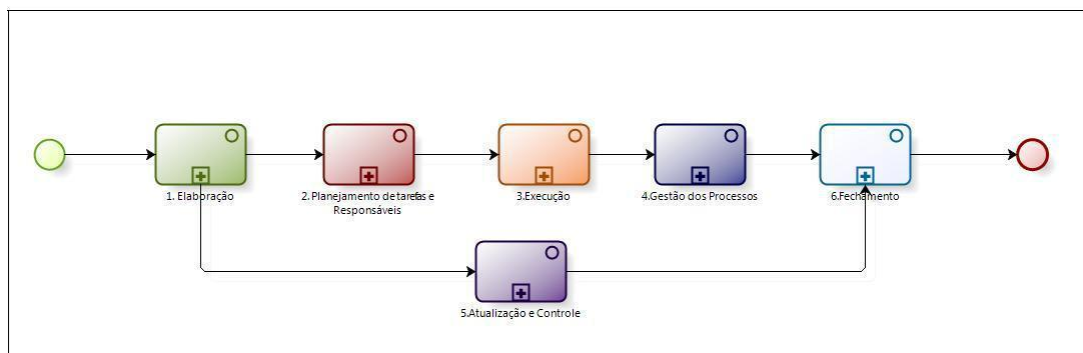 1. Elaboração
2. Planejamento de tarefas e
Responsáveis
3.Execução
4.Gestão dos Processos
6.Fechamento
5.Atualização e Controle